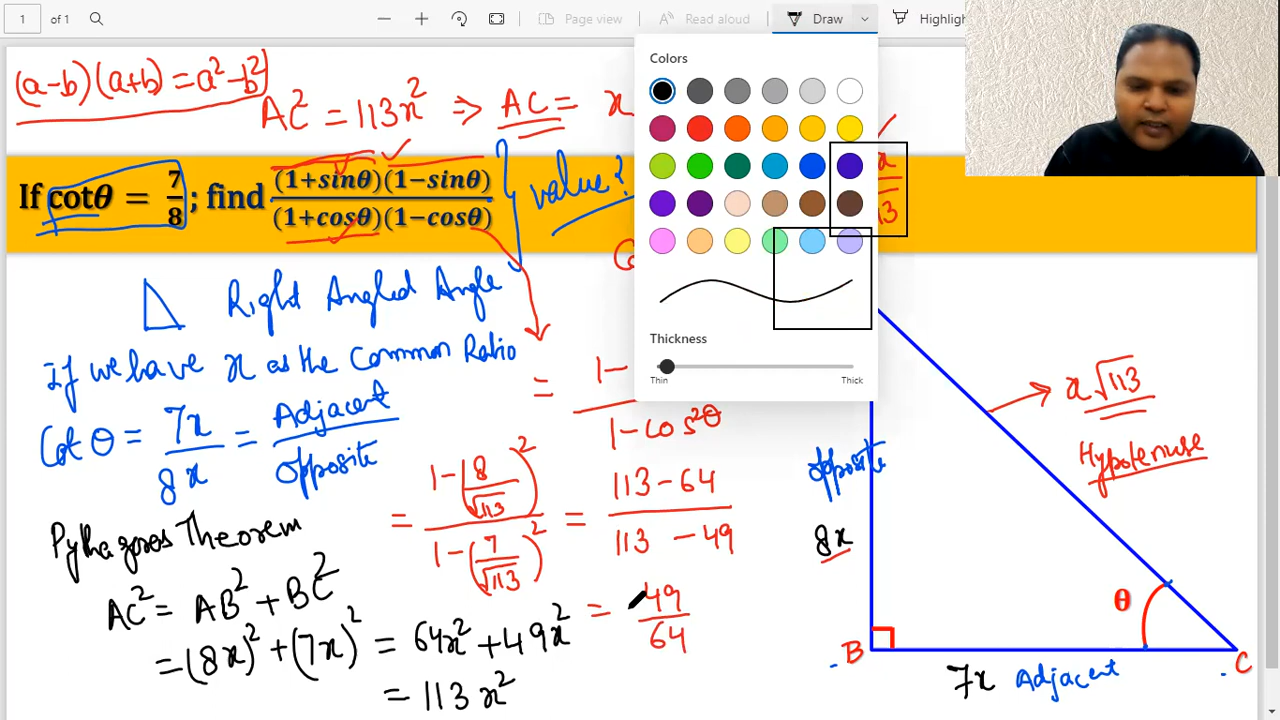 1 of 1 Page view Read aloud Draw Highligh
(a-b)(a+b)=a²-b²
AC² = 113x² ⇒ AC = x
Colors
If cotθ = 7/8; find (1+sinθ)(1−sinθ)/(1+cosθ)(1−cosθ)
value?
13
Right Angled Angle
If we have x as the Common Ratio
Cot θ = 7x/8x = Adjacent/opposite
Thickness
Thin Thick
= 1-/1-cos²θ
= 1-(8/√113)²/1-(7/√113)² = 113-64/113-49
= 49/64
Pythagores Theorem
AC² = AB² + BC²
= (8x)² + (7x)² = 64x² + 49x²
= 113x²
x√113
Hypotenuse
opposite
8x
θ
B
C
7x Adjacent